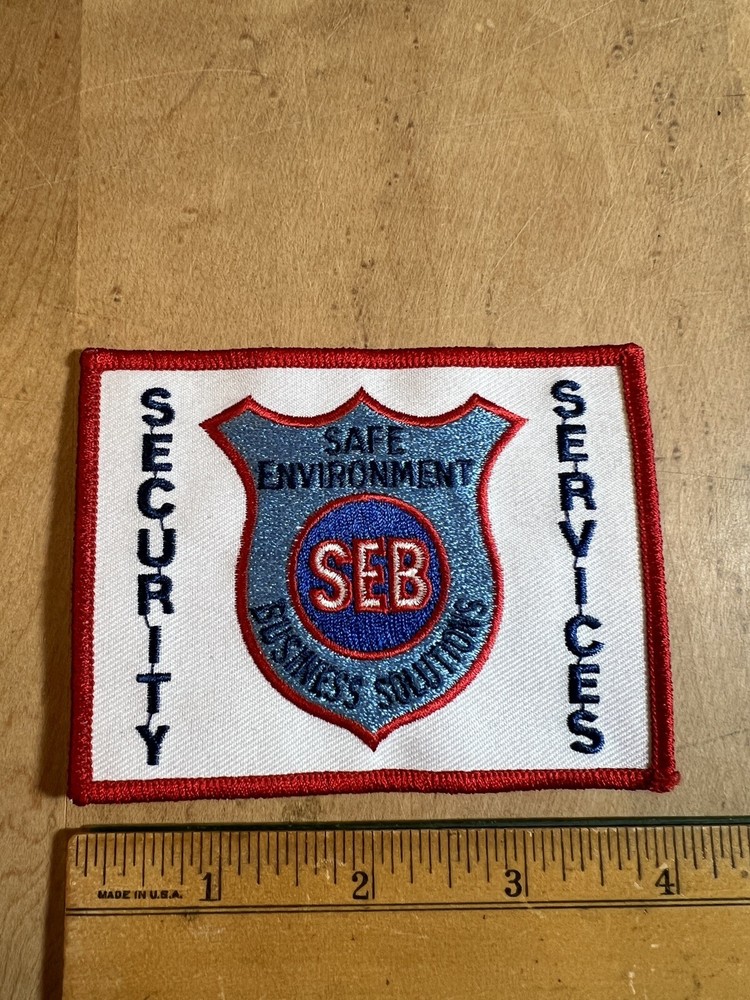 SECURITY
SAFE
ENVIRONMENT
SEB
BUSINESS SOLUTIONS
SERVICES
MADE IN U.S.A.
1 2 3 4